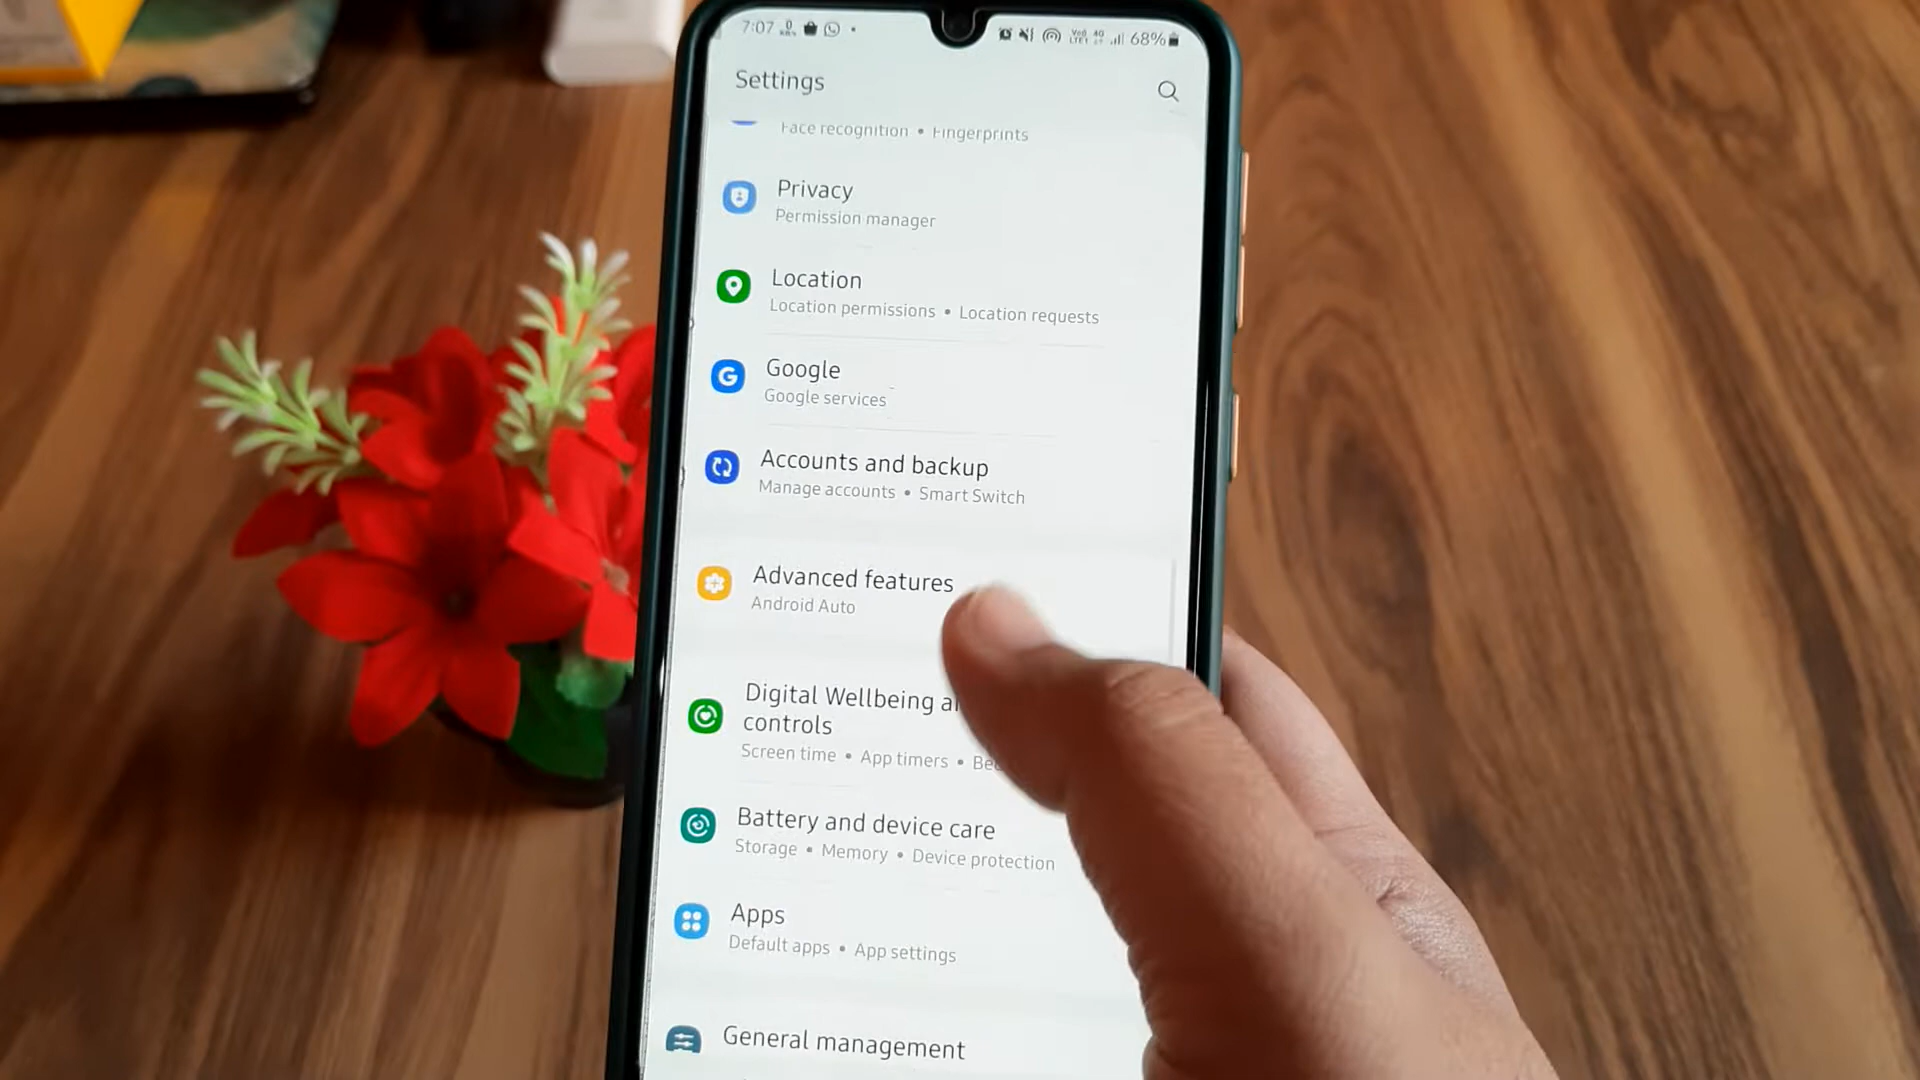 7:07
68%
Settings
Face recognition • Fingerprints
Privacy
Permission manager
Location
Location permissions • Location requests
Google
Google services
Accounts and backup
Manage accounts • Smart Switch
Advanced features
Android Auto
Digital Wellbeing
controls
Screen time • App timers •
Battery and device care
Storage • Memory • Device protection
Apps
Default apps • App settings
General management